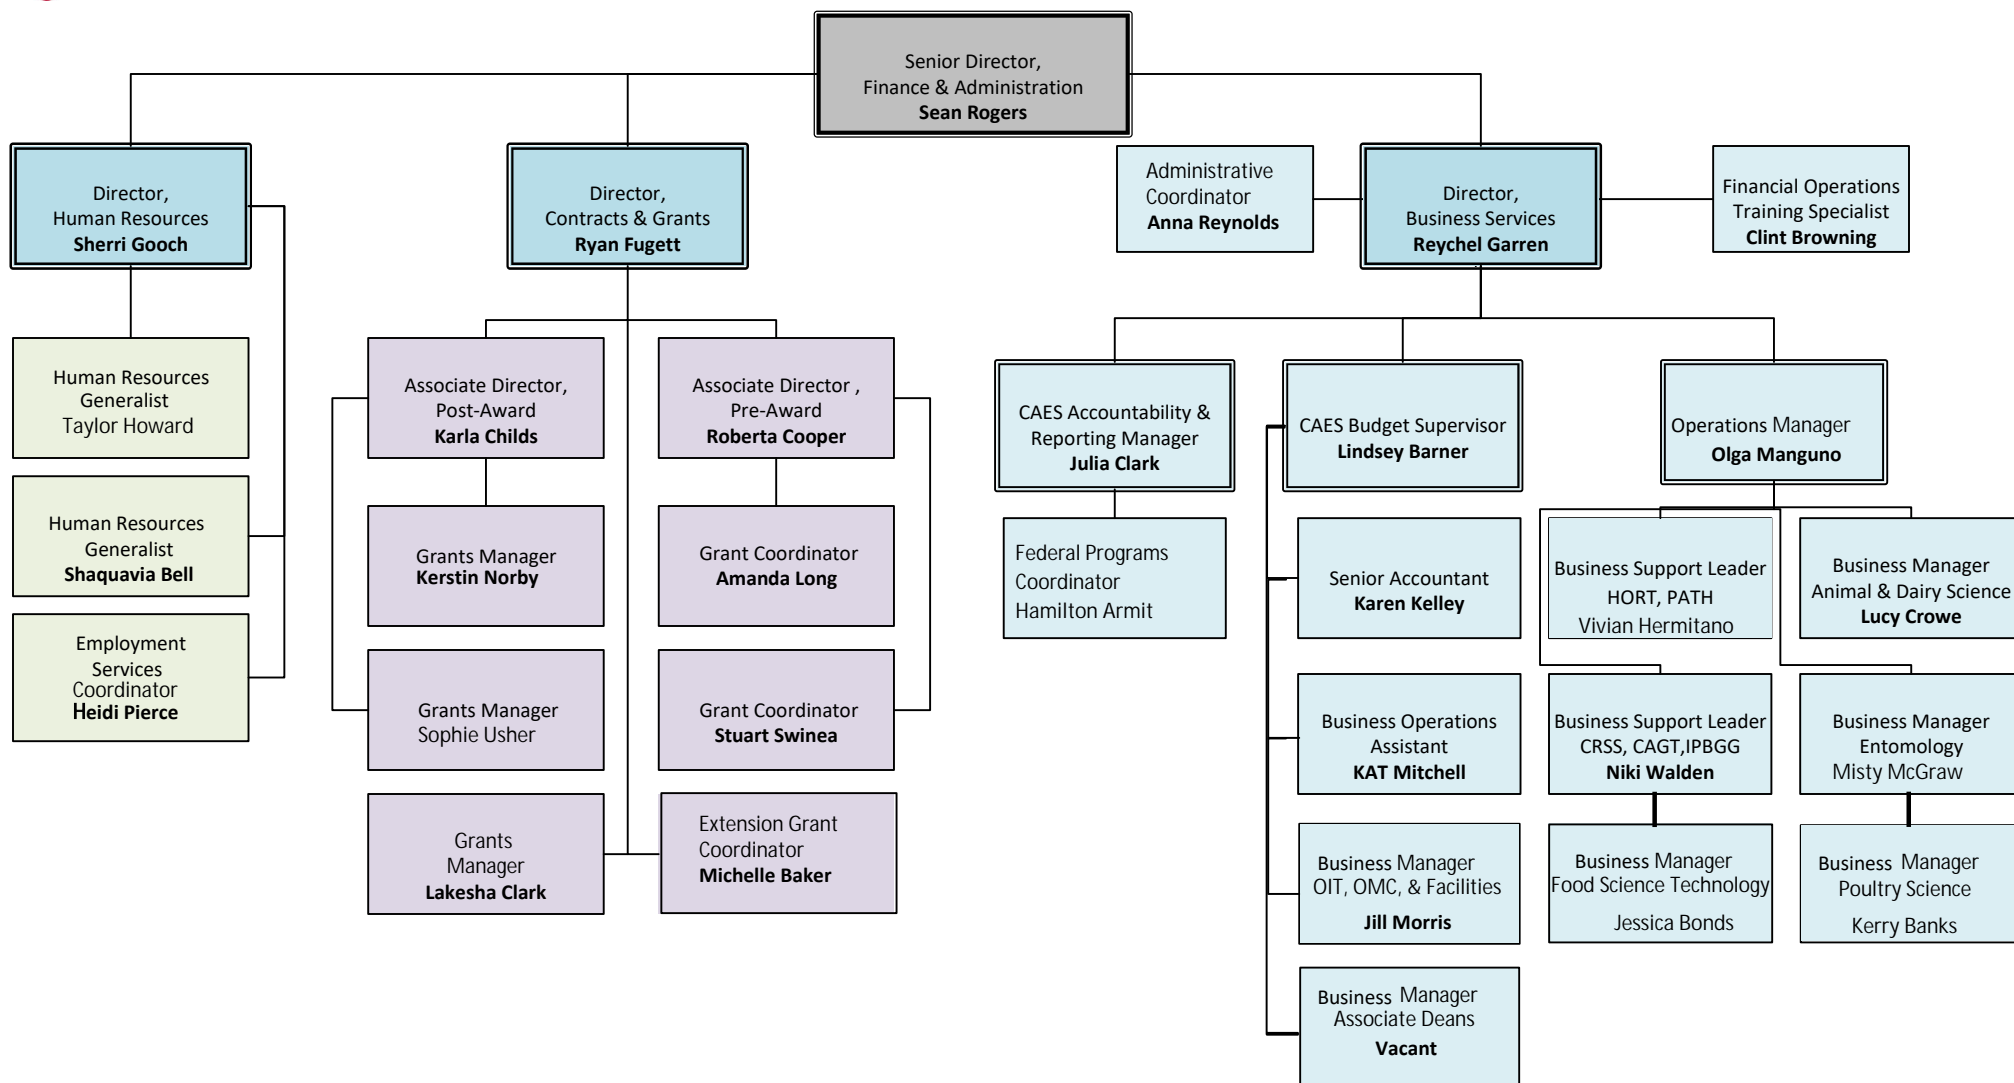 Senior Director,
Finance & Administration
Sean Rogers
Director,
Human Resources
Sherri Gooch
Director,
Contracts & Grants
Ryan Fugett
Administrative
Coordinator
Anna Reynolds
Director,
Business Services
Reychel Garren
Financial Operations
Training Specialist
Clint Browning
Human Resources
Generalist
Taylor Howard
Associate Director,
Post-Award
Karla Childs
Associate Director ,
Pre-Award
Roberta Cooper
CAES Accountability &
Reporting Manager
Julia Clark
CAES Budget Supervisor
Lindsey Barner
Operations Manager
Olga Manguno
Human Resources
Generalist
Shaquavia Bell
Grants Manager
Kerstin Norby
Grant Coordinator
Amanda Long
Federal Programs
Coordinator
Hamilton Armit
Senior Accountant
Karen Kelley
Business Support Leader
HORT, PATH
Vivian Hermitano
Business Manager
Animal & Dairy Science
Lucy Crowe
Employment
Services
Coordinator
Heidi Pierce
Grants Manager
Sophie Usher
Grant Coordinator
Stuart Swinea
Business Operations
Assistant
KAT Mitchell
Business Support Leader
CRSS, CAGT,IPBGG
Niki Walden
Business Manager
Entomology
Misty McGraw
Grants
Manager
Lakesha Clark
Extension Grant
Coordinator
Michelle Baker
Business Manager
OIT, OMC, & Facilities
Jill Morris
Business Manager
Food Science Technology
Jessica Bonds
Business Manager
Poultry Science
Kerry Banks
Business Manager
Associate Deans
Vacant